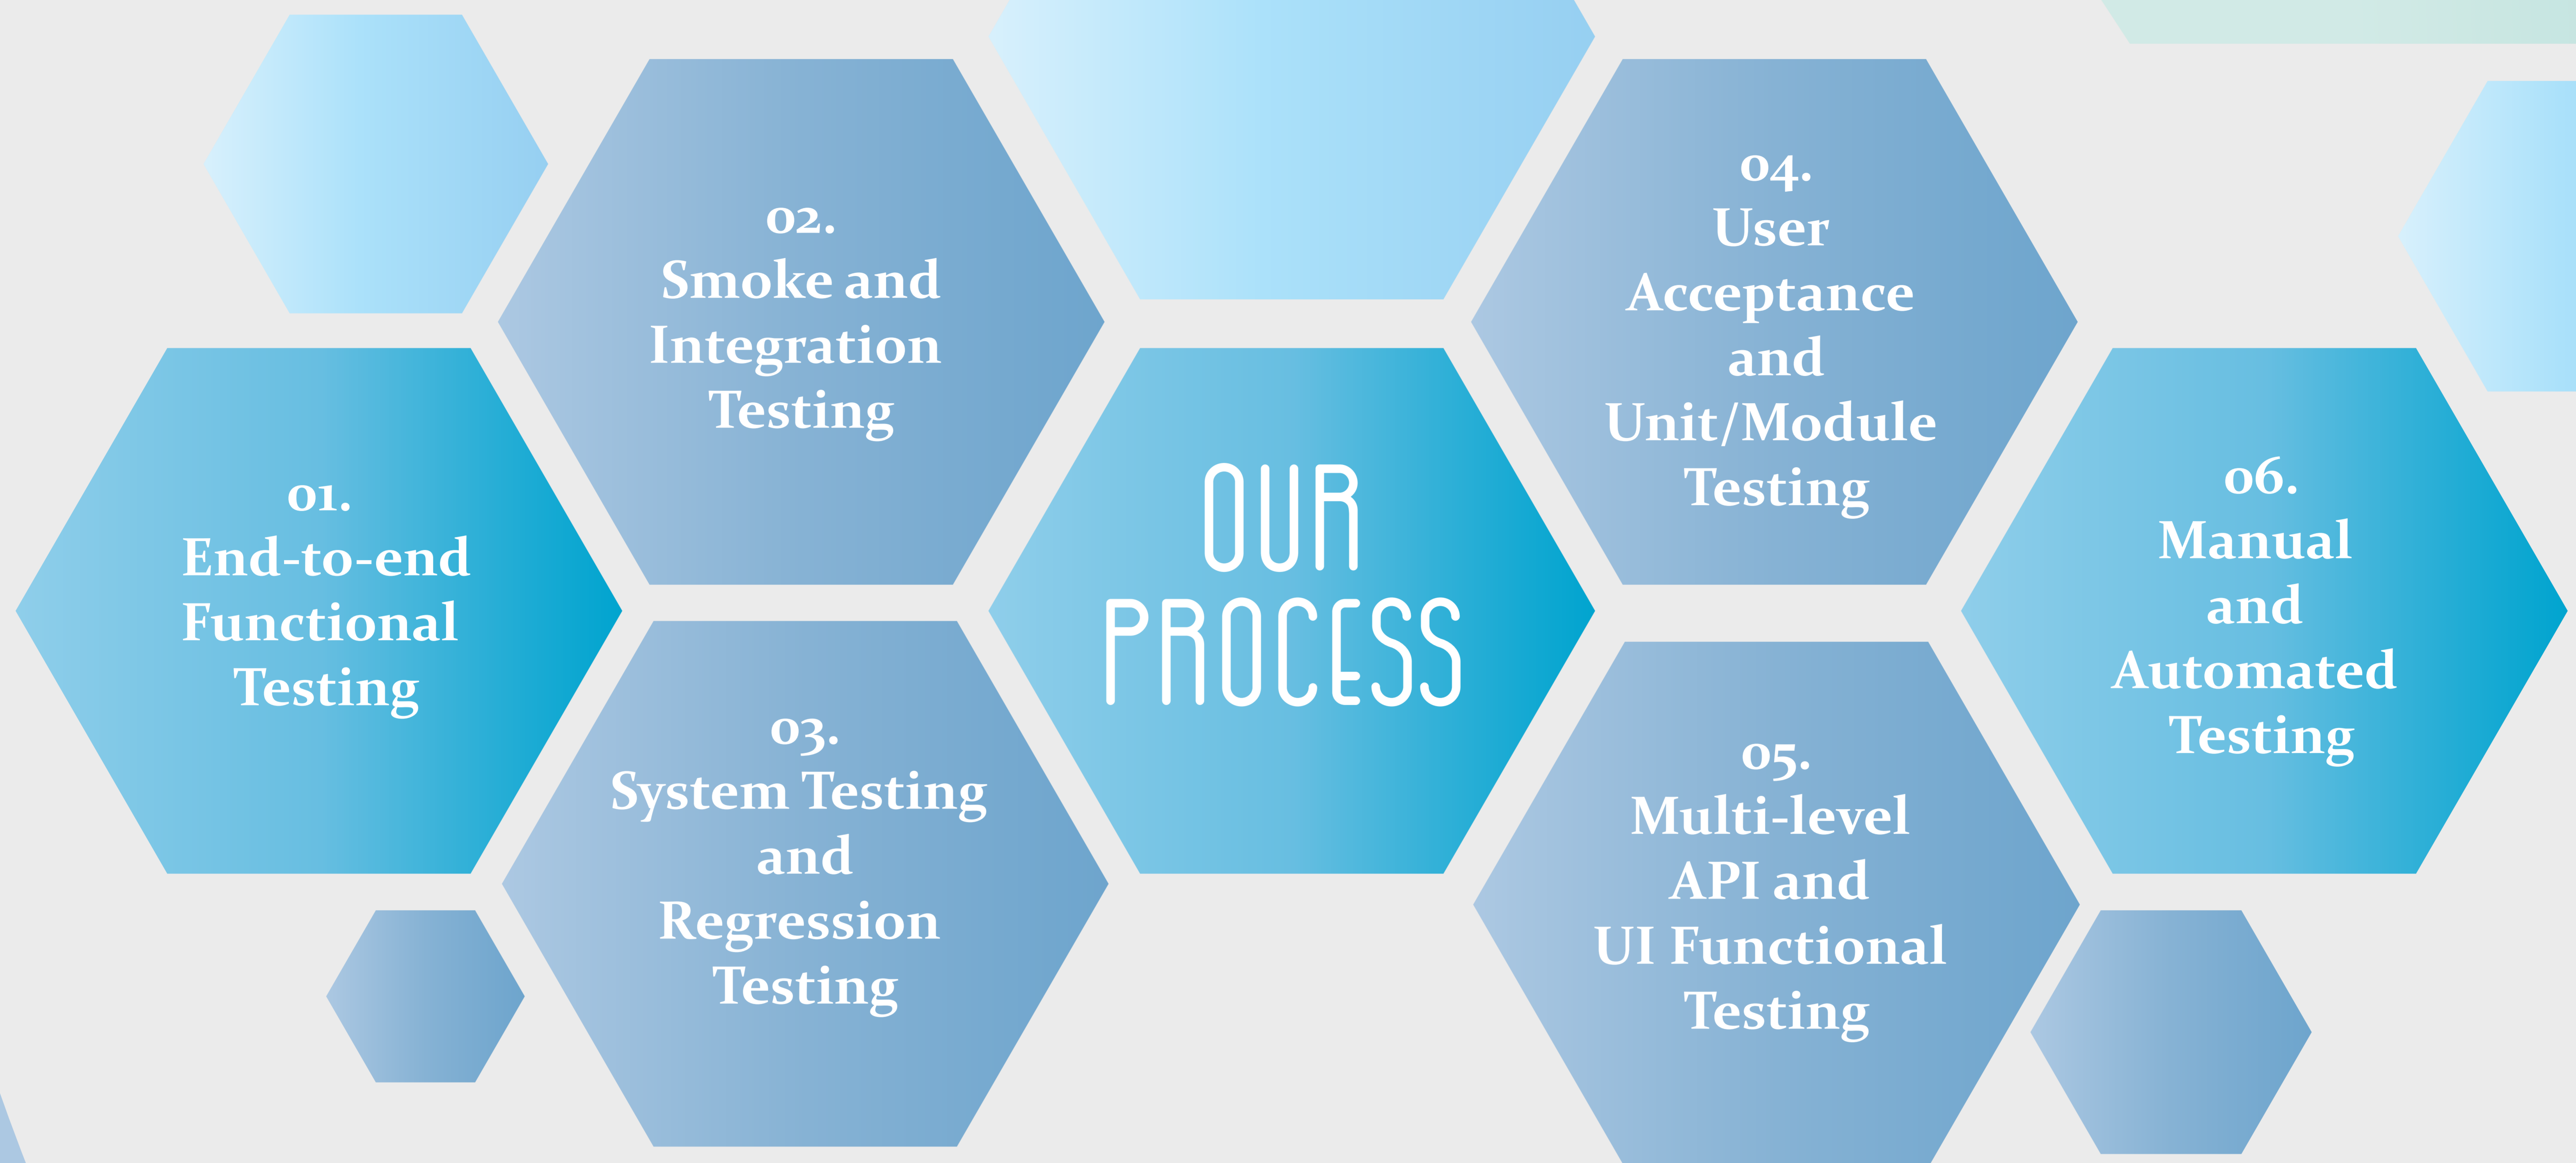 01.
End-to-end
Functional
Testing
02.
Smoke and
Integration
Testing
03.
System Testing
and
Regression
Testing
OUR
PROCESS
04.
User
Acceptance
and
Unit/Module
Testing
05.
Multi-level
API and
UI Functional
Testing
06.
Manual
and
Automated
Testing